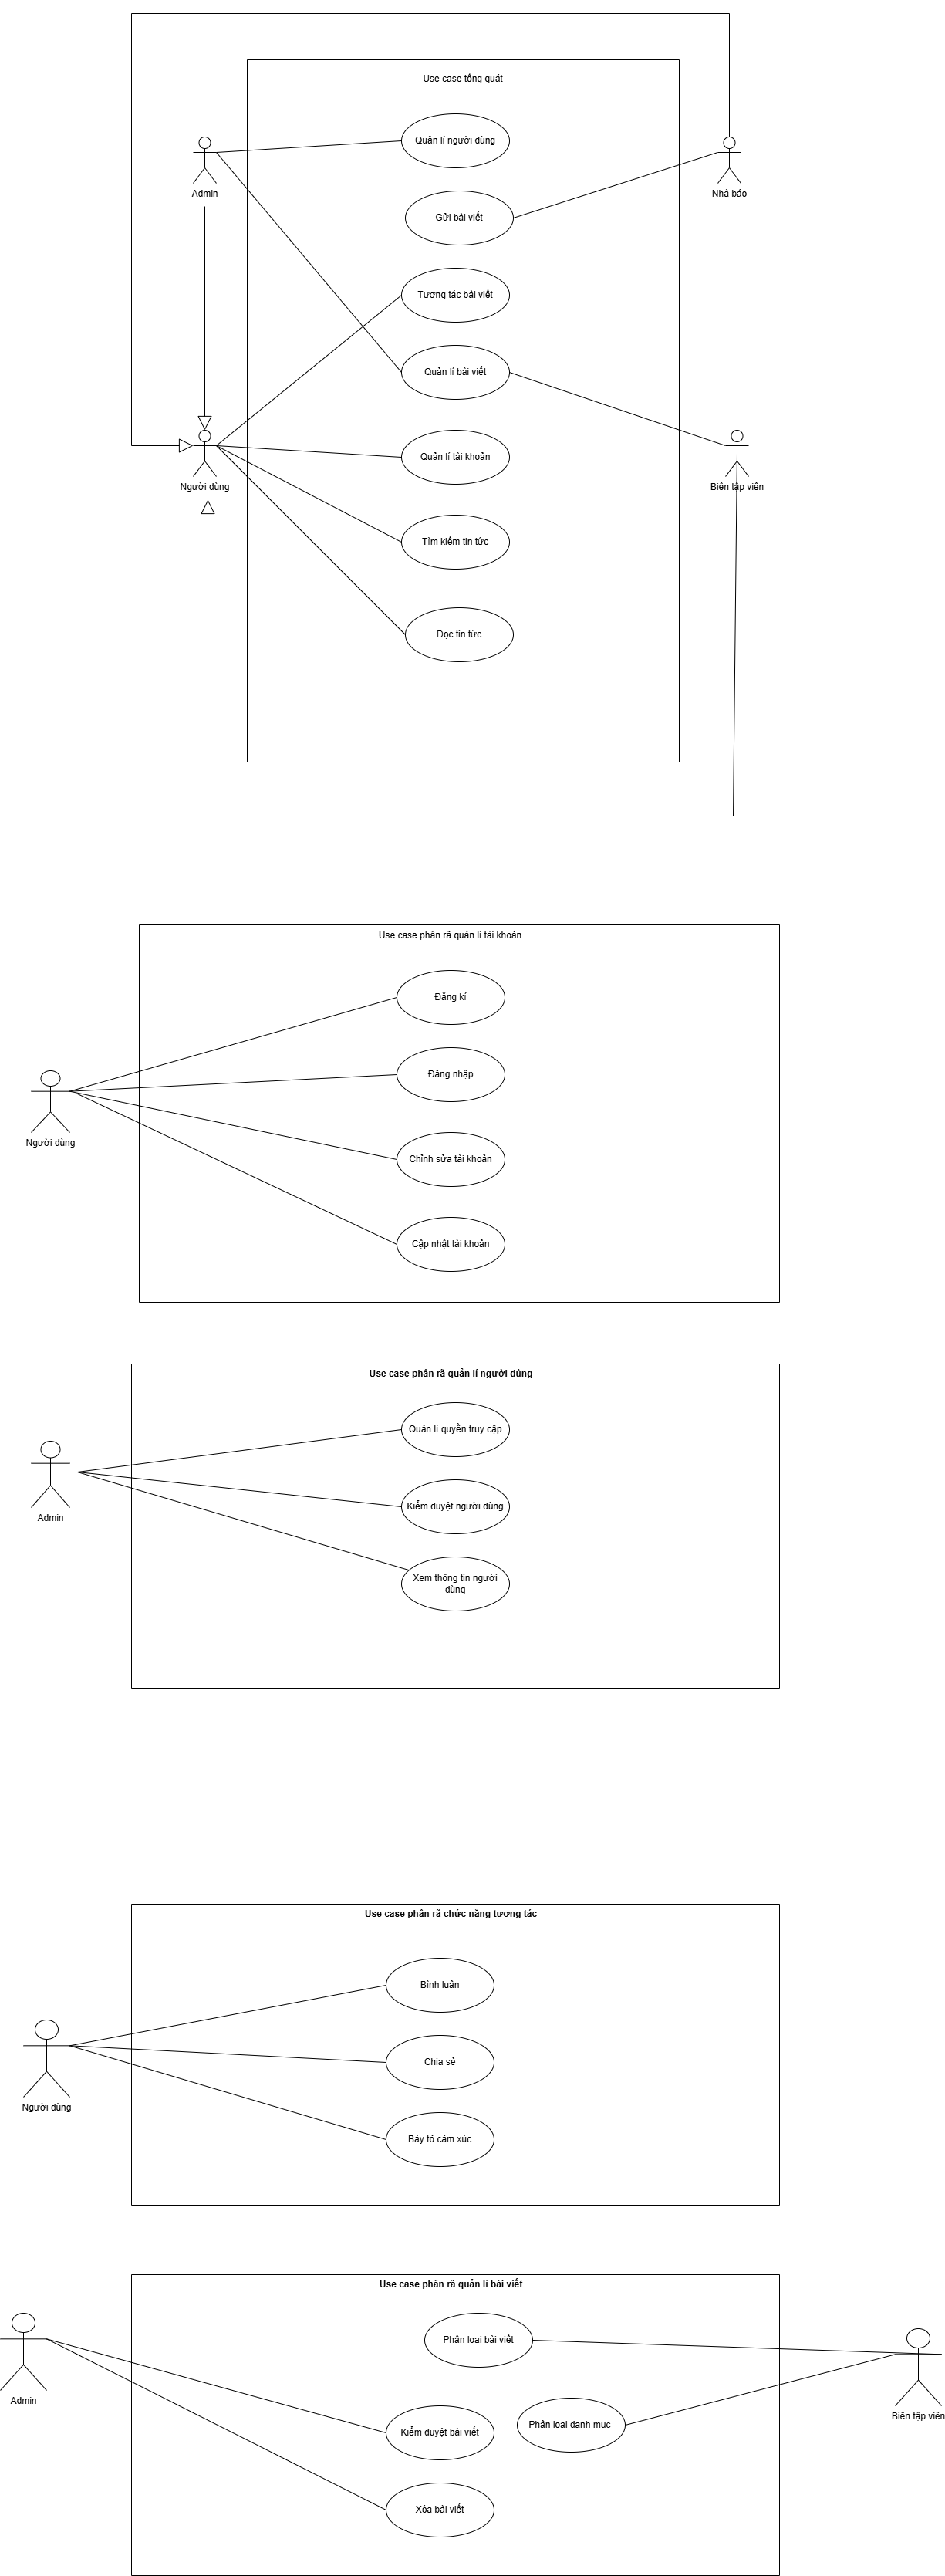 Use case tổng quát
Quản lí người dùng
Admin
Nhà báo
Gửi bài viết
Tương tác bài viết
Quản lí bài viết
Quản lí tài khoản
Người dùng
Biên tập viên
Tìm kiếm tin tức
Đọc tin tức
Use case phân rã quản lí tài khoản
Đăng kí
Đăng nhập
Người dùng
Chỉnh sửa tài khoản
Cập nhật tài khoản
Use case phân rã quản lí người dùng
Quản lí quyền truy cập
Kiểm duyệt người dùng
Admin
Xem thông tin người
dùng
Use case phân rã chức năng tương tác
Bình luận
Chia sẻ
Người dùng
Bày tỏ cảm xúc
Use case phân rã quản lí bài viết
Phân loại bài viết
Admin
Biên tập viên
Phân loại danh mục
Kiểm duyệt bài viết
Xóa bài viết